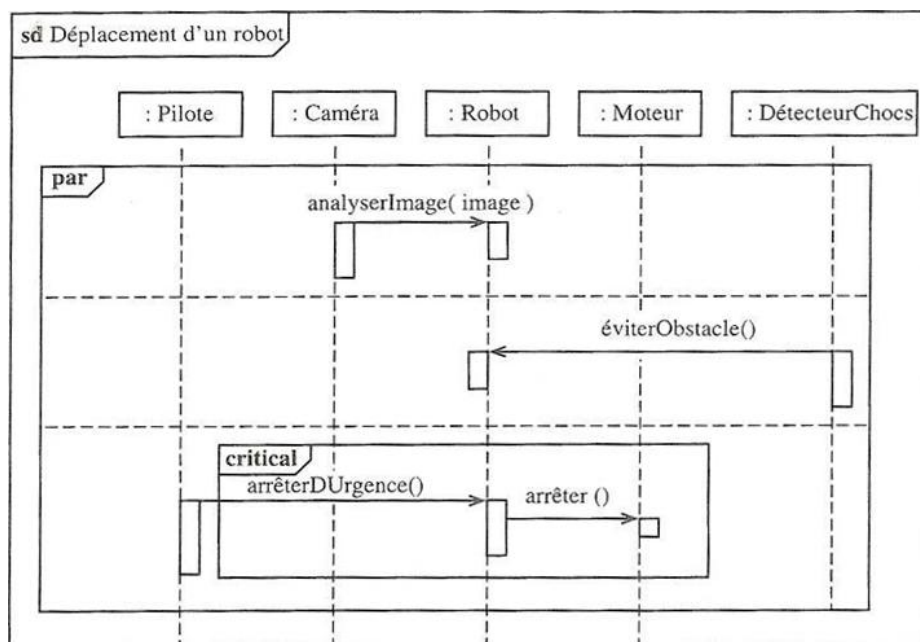 sd Déplacement d'un robot
: Pilote
: Caméra
: Robot
: Moteur
: DétecteurChocs
par
analyserImage( image )
éviterObstacle()
critical
arrêterDUrgence()
arrêter ()